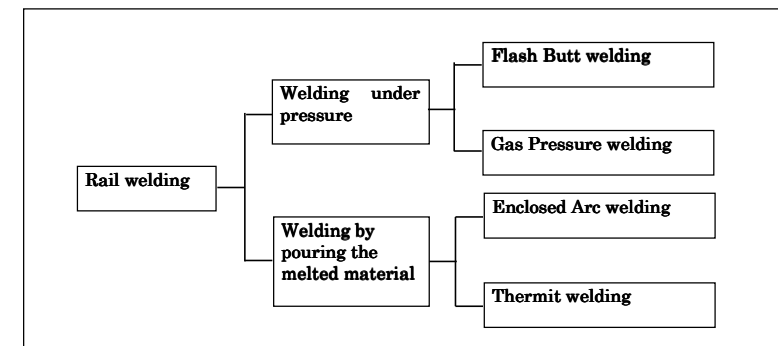 Rail welding
Welding under
pressure
Flash Butt welding
Gas Pressure welding
Welding by
pouring the
melted material
Enclosed Arc welding
Thermit welding